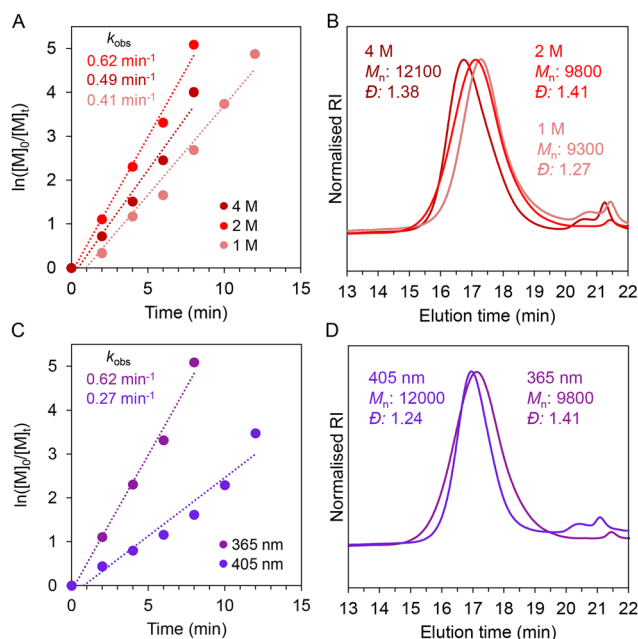 A
ln([M]₀/[M]ₜ)
5
4
3
2
1
0
k_obs
0.62 min⁻¹
0.49 min⁻¹
0.41 min⁻¹
4 M
2 M
1 M
0 5 10 15
Time (min)
B
Normalised RI
4 M
Mₙ: 12100
Đ: 1.38
2 M
Mₙ: 9800
Đ: 1.41
1 M
Mₙ: 9300
Đ: 1.27
13 14 15 16 17 18 19 20 21 22
Elution time (min)
C
ln([M]₀/[M]ₜ)
5
4
3
2
1
0
k_obs
0.62 min⁻¹
0.27 min⁻¹
365 nm
405 nm
0 5 10 15
Time (min)
D
Normalised RI
405 nm
Mₙ: 12000
Đ: 1.24
365 nm
Mₙ: 9800
Đ: 1.41
13 14 15 16 17 18 19 20 21 22
Elution time (min)